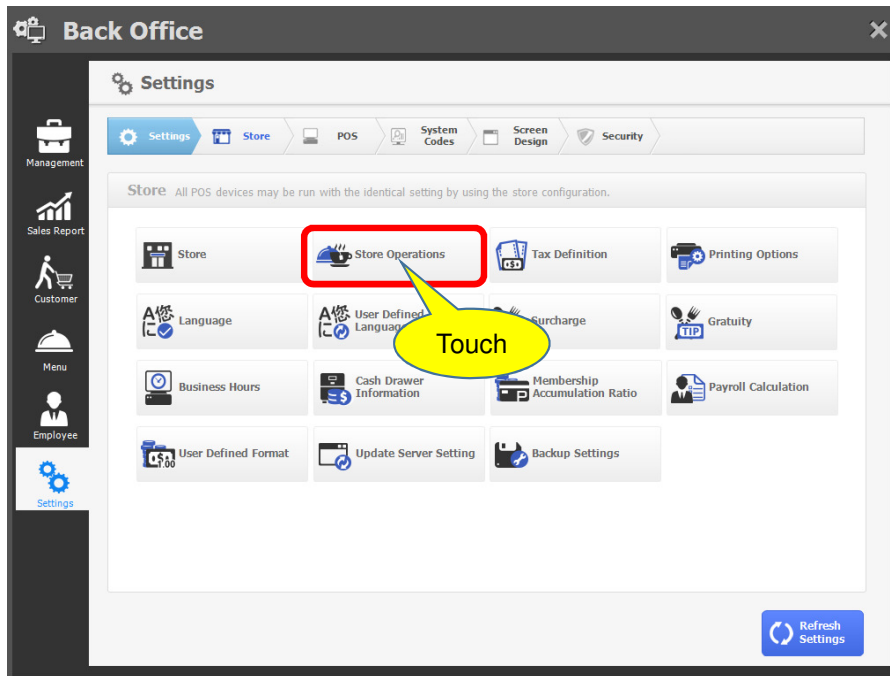 Back Office
Settings
Settings Store POS System Codes Screen Design Security
Store All POS devices may be run with the identical setting by using the store configuration.
Management
Sales Report
Customer
Menu
Employee
Settings
Store
Store Operations
Tax Definition
Printing Options
Language
User Defined
Language
Surcharge
Gratuity
TIP
Touch
Business Hours
Cash Drawer
Information
Membership
Accumulation Ratio
Payroll Calculation
User Defined Format
Update Server Setting
Backup Settings
Refresh
Settings